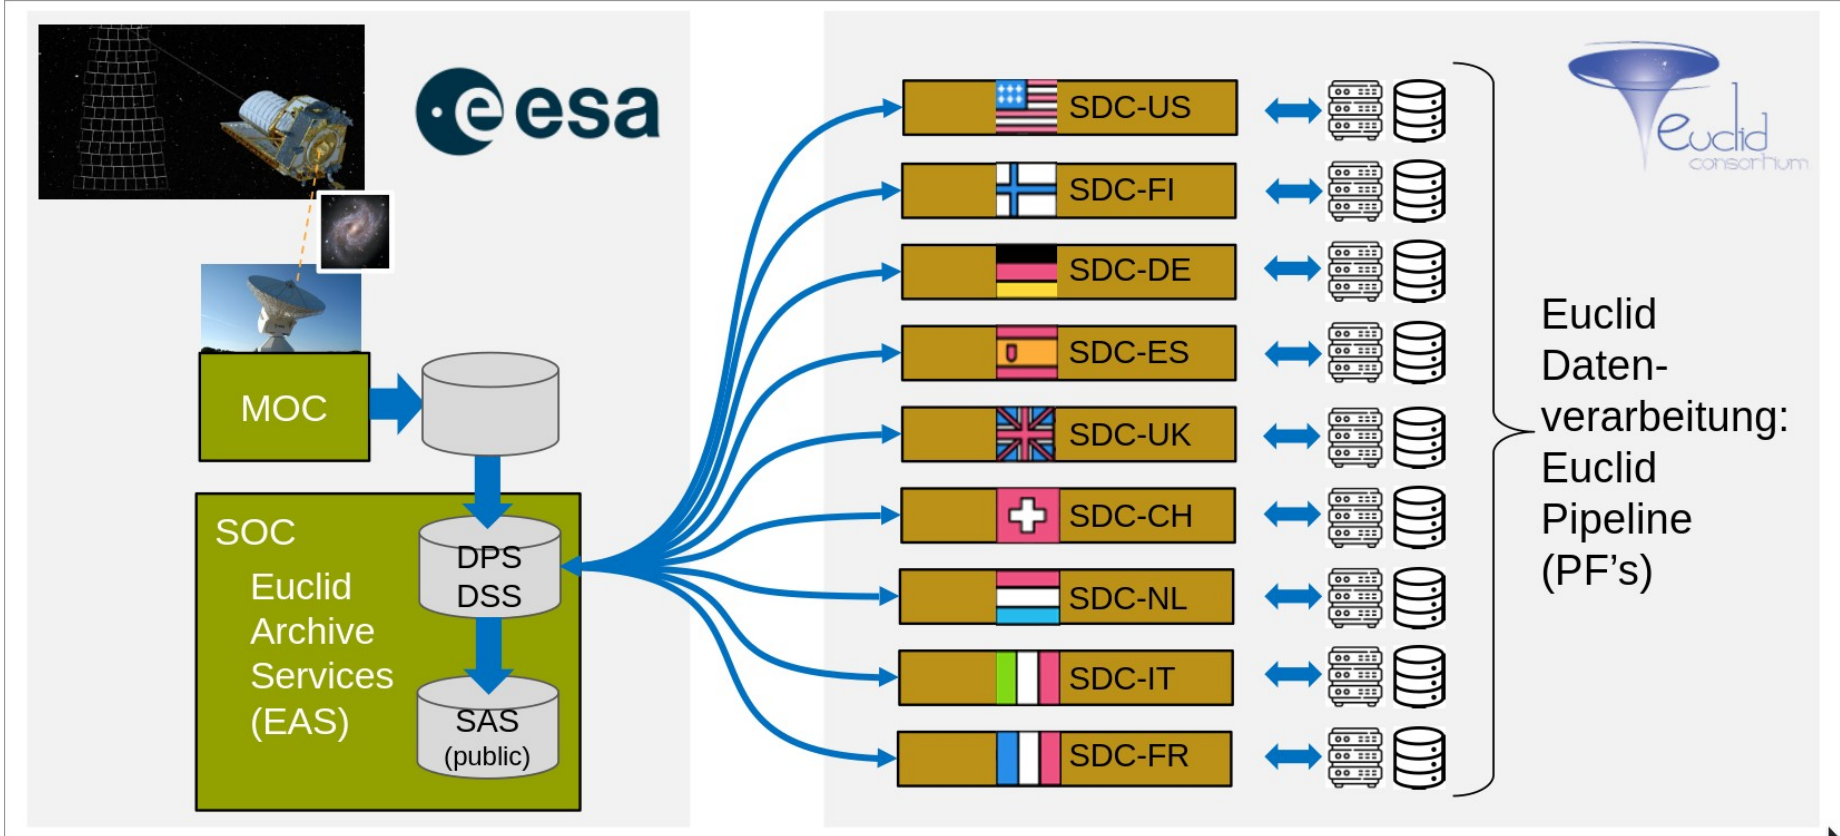 esa
MOC
SOC
Euclid
Archive
Services
(EAS)
DPS
DSS
SAS
(public)
SDC-US
SDC-FI
SDC-DE
SDC-ES
SDC-UK
SDC-CH
SDC-NL
SDC-IT
SDC-FR
euclid
consortium
Euclid
Daten-
verarbeitung:
Euclid
Pipeline
(PF’s)